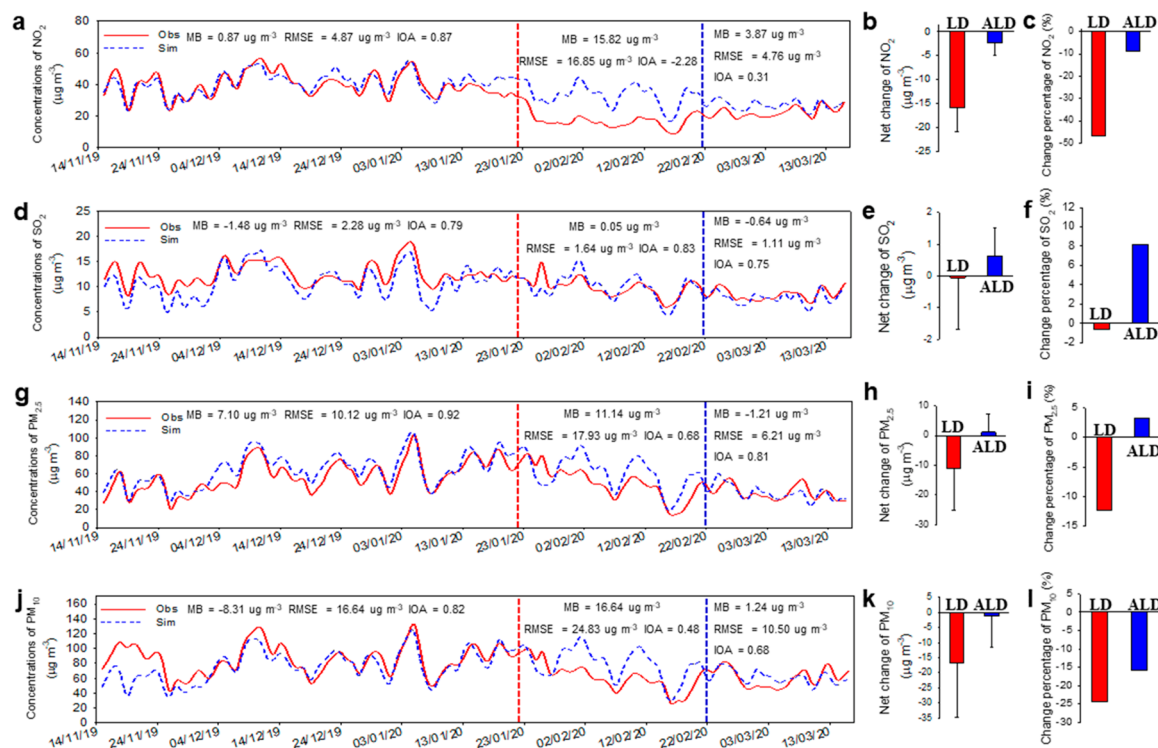 a
80
60
40
20
0
Concentrations of NO2
(µg m-3)
Obs MB = 0.87 ug m-3 RMSE = 4.87 ug m-3 IOA = 0.87
Sim
MB = 15.82 ug m-3
RMSE = 16.85 ug m-3 IOA = -2.28
MB = 3.87 ug m-3
RMSE = 4.76 ug m-3
IOA = 0.31
14/11/19 24/11/19 04/12/19 14/12/19 24/12/19 03/01/20 13/01/20 23/01/20 02/02/20 12/02/20 22/02/20 03/03/20 13/03/20
b
LD ALD
0
-5
-10
-15
-20
-25
Net change of NO2
(µg m-3)
c
LD ALD
0
-10
-20
-30
-40
-50
Change percentage of NO2 (%)
d
25
20
15
10
5
0
Concentrations of SO2
(µg m-3)
Obs MB = -1.48 ug m-3 RMSE = 2.28 ug m-3 IOA = 0.79
Sim
MB = 0.05 ug m-3
RMSE = 1.64 ug m-3 IOA = 0.83
MB = -0.64 ug m-3
RMSE = 1.11 ug m-3
IOA = 0.75
14/11/19 24/11/19 04/12/19 14/12/19 24/12/19 03/01/20 13/01/20 23/01/20 02/02/20 12/02/20 22/02/20 03/03/20 13/03/20
e
2
1
0
-1
-2
LD
ALD
Net change of SO2
(µg m-3)
f
12
10
8
6
4
2
0
-2
LD
ALD
Change percentage of SO2 (%)
g
140
120
100
80
60
40
20
0
Concentrations of PM2.5
(µg m-3)
Obs MB = 7.10 ug m-3 RMSE = 10.12 ug m-3 IOA = 0.92
Sim
MB = 11.14 ug m-3
RMSE = 17.93 ug m-3 IOA = 0.68
MB = -1.21 ug m-3
RMSE = 6.21 ug m-3
IOA = 0.81
14/11/19 24/11/19 04/12/19 14/12/19 24/12/19 03/01/20 13/01/20 23/01/20 02/02/20 12/02/20 22/02/20 03/03/20 13/03/20
h
10
0
-10
-20
-30
LD
ALD
Net change of PM2.5
(µg m-3)
i
5
0
-5
-10
-15
LD
ALD
Change percentage of PM2.5 (%)
j
160
140
120
100
80
60
40
20
0
Concentrations of PM10
(µg m-3)
Obs MB = -8.31 ug m-3 RMSE = 16.64 ug m-3 IOA = 0.82
Sim
MB = 16.64 ug m-3
RMSE = 24.83 ug m-3 IOA = 0.48
MB = 1.24 ug m-3
RMSE = 10.50 ug m-3
IOA = 0.68
14/11/19 24/11/19 04/12/19 14/12/19 24/12/19 03/01/20 13/01/20 23/01/20 02/02/20 12/02/20 22/02/20 03/03/20 13/03/20
k
LD ALD
0
-5
-10
-15
-20
-25
-30
-35
Net change of PM10
(µg m-3)
l
LD ALD
0
-5
-10
-15
-20
-25
-30
Change percentage of PM10 (%)